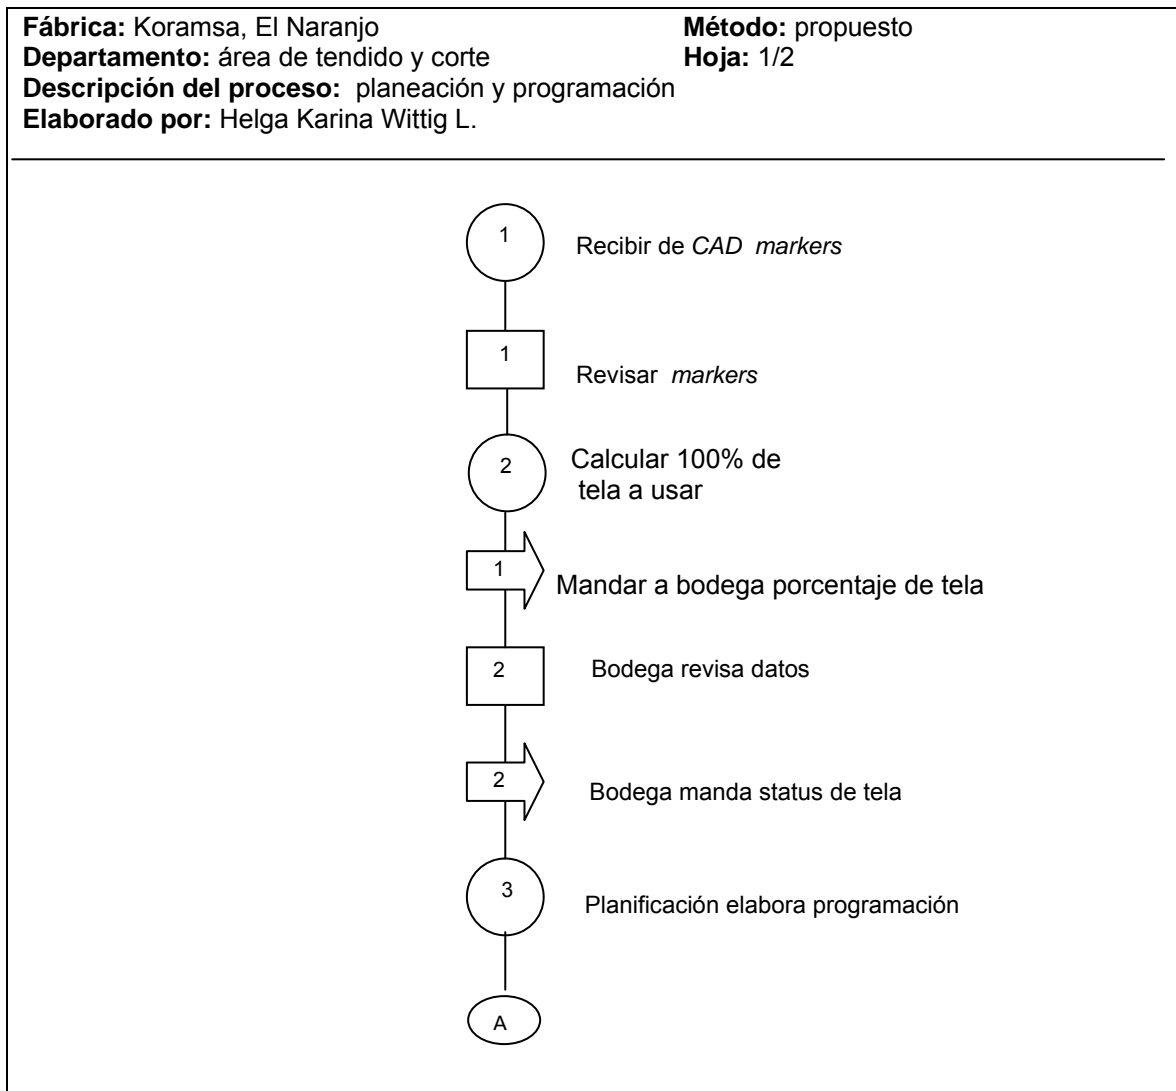 Fábrica: Koramsa, El Naranjo Método: propuesto
Departamento: área de tendido y corte Hoja: 1/2
Descripción del proceso: planeación y programación
Elaborado por: Helga Karina Wittig L.
1 Recibir de CAD markers
1 Revisar markers
2 Calcular 100% de
tela a usar
1 Mandar a bodega porcentaje de tela
2 Bodega revisa datos
2 Bodega manda status de tela
3 Planificación elabora programación
A